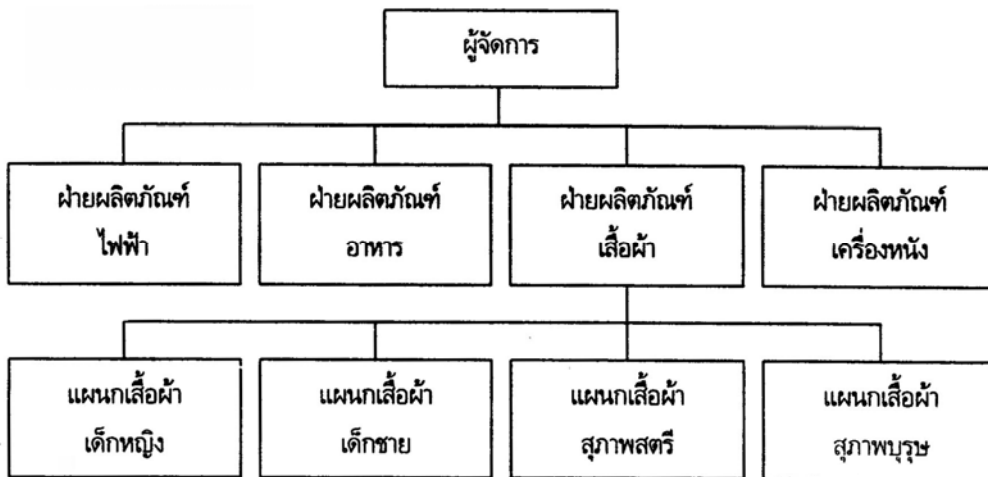 ผู้จัดการ
ฝ่ายผลิตภัณฑ์
ไฟฟ้า
ฝ่ายผลิตภัณฑ์
อาหาร
ฝ่ายผลิตภัณฑ์
เสื้อผ้า
ฝ่ายผลิตภัณฑ์
เครื่องหนัง
แผนกเสื้อผ้า
เด็กหญิง
แผนกเสื้อผ้า
เด็กชาย
แผนกเสื้อผ้า
สุภาพสตรี
แผนกเสื้อผ้า
สุภาพบุรุษ